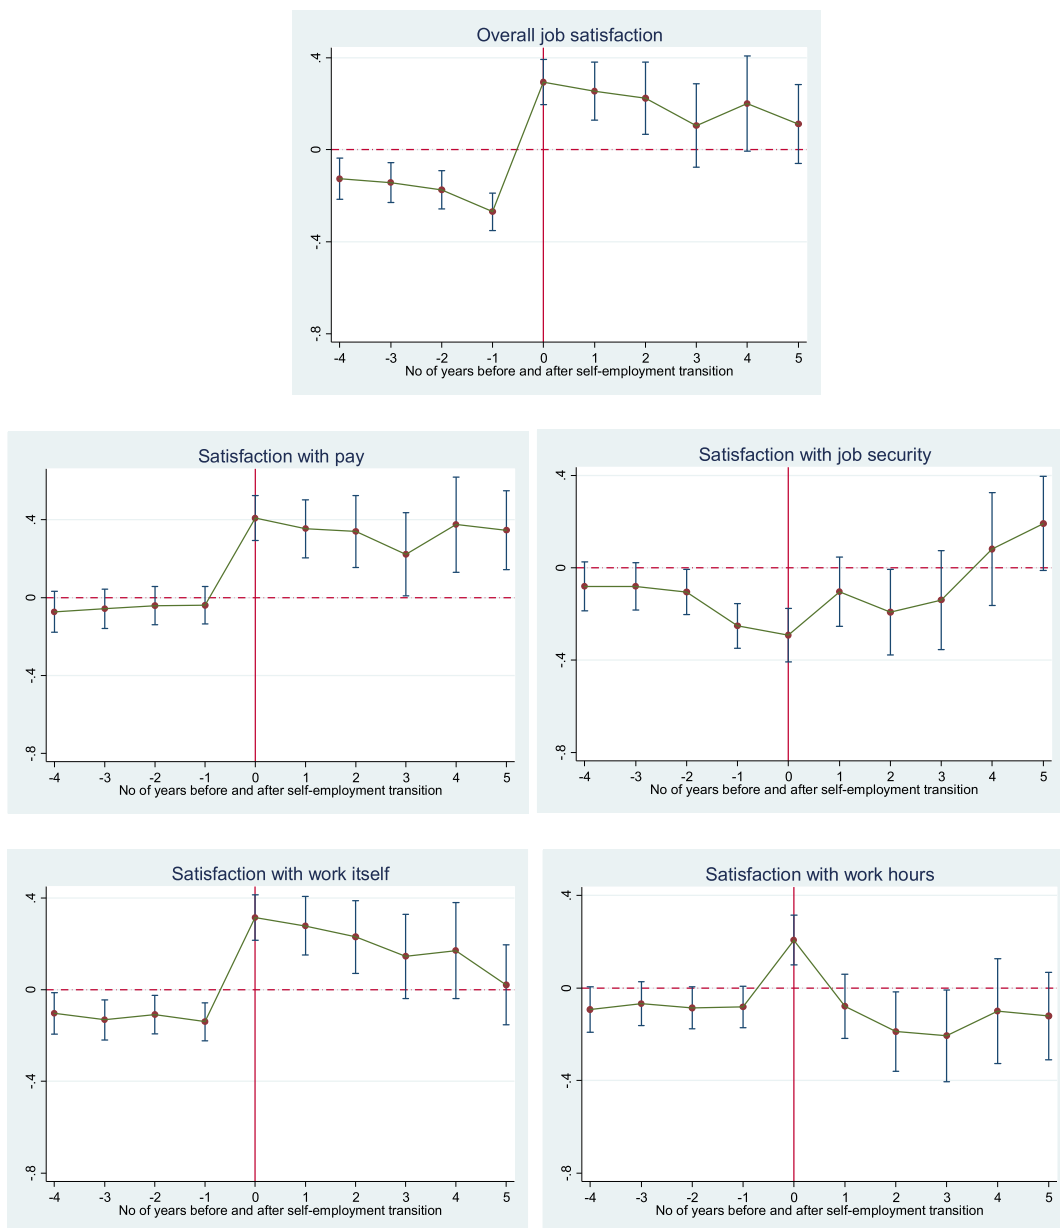 Overall job satisfaction
.4
0
-.4
-.8
-4 -3 -2 -1 0 1 2 3 4 5
No of years before and after self-employment transition
Satisfaction with pay
.4
0
-.4
-.8
-4 -3 -2 -1 0 1 2 3 4 5
No of years before and after self-employment transition
Satisfaction with job security
.4
0
-.4
-.8
-4 -3 -2 -1 0 1 2 3 4 5
No of years before and after self-employment transition
Satisfaction with work itself
.4
0
-.4
-.8
-4 -3 -2 -1 0 1 2 3 4 5
No of years before and after self-employment transition
Satisfaction with work hours
.4
0
-.4
-.8
-4 -3 -2 -1 0 1 2 3 4 5
No of years before and after self-employment transition